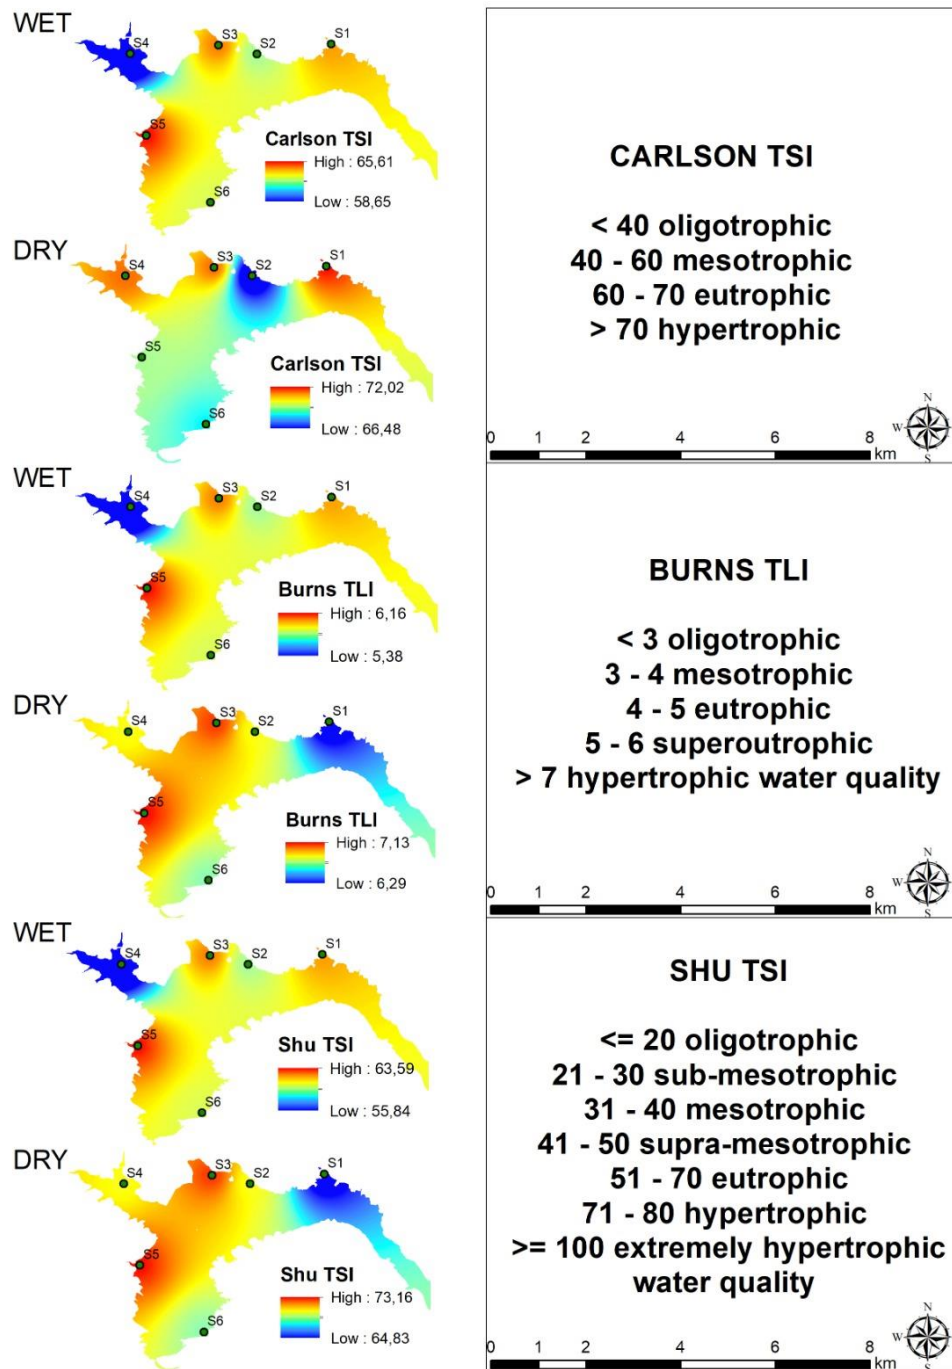 WET
S4
S3
S2
S1
S5
S6
Carlson TSI
High : 65,61
Low : 58,65
DRY
S4
S3
S2
S1
S5
S6
Carlson TSI
High : 72,02
Low : 66,48
CARLSON TSI
< 40 oligotrophic
40 - 60 mesotrophic
60 - 70 eutrophic
> 70 hypertrophic
N
W E
S
0 1 2 4 6 8
km
WET
S4
S3
S2
S1
S5
S6
Burns TLI
High : 6,16
Low : 5,38
DRY
S4
S3
S2
S1
S5
S6
Burns TLI
High : 7,13
Low : 6,29
BURNS TLI
< 3 oligotrophic
3 - 4 mesotrophic
4 - 5 eutrophic
5 - 6 superoutrophic
> 7 hypertrophic water quality
N
W E
S
0 1 2 4 6 8
km
WET
S4
S3
S2
S1
S5
S6
Shu TSI
High : 63,59
Low : 55,84
DRY
S4
S3
S2
S1
S5
S6
Shu TSI
High : 73,16
Low : 64,83
SHU TSI
<= 20 oligotrophic
21 - 30 sub-mesotrophic
31 - 40 mesotrophic
41 - 50 supra-mesotrophic
51 - 70 eutrophic
71 - 80 hypertrophic
>= 100 extremely hypertrophic
water quality
N
W E
S
0 1 2 4 6 8
km